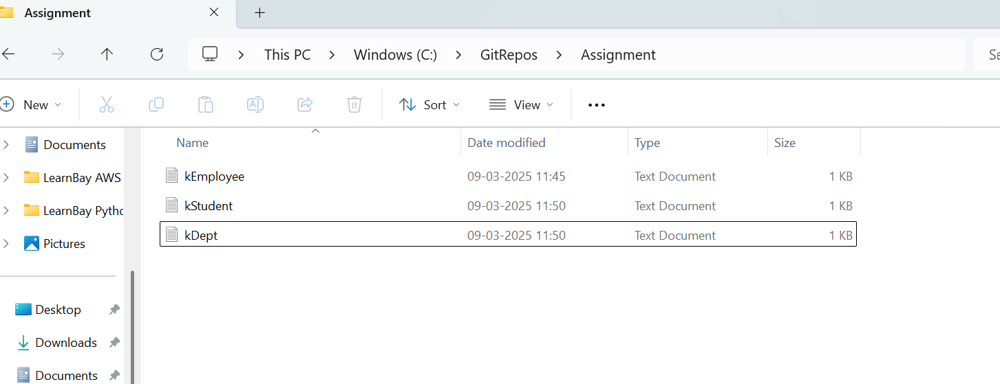 Assignment
This PC Windows (C:) GitRepos Assignment
New Sort View
Name Date modified Type Size
Documents
kEmployee 09-03-2025 11:45 Text Document 1 KB
LearnBay AWS
kStudent 09-03-2025 11:50 Text Document 1 KB
LearnBay Pytho
kDept 09-03-2025 11:50 Text Document 1 KB
Pictures
Desktop
Downloads
Documents